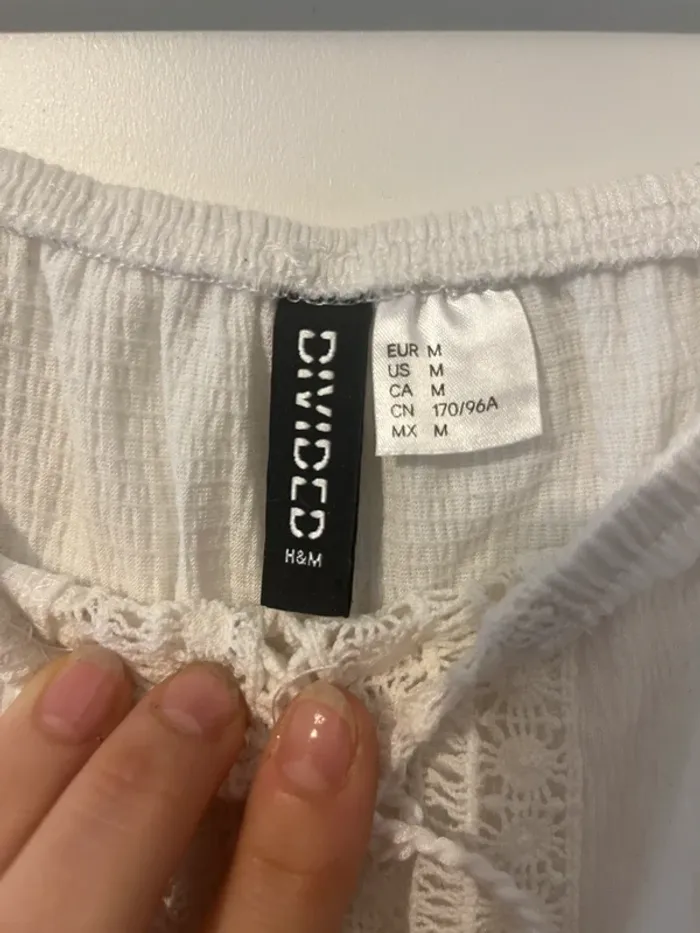 DIVIDED
H&M
EUR M
US M
CA M
CN 170/96A
MX M